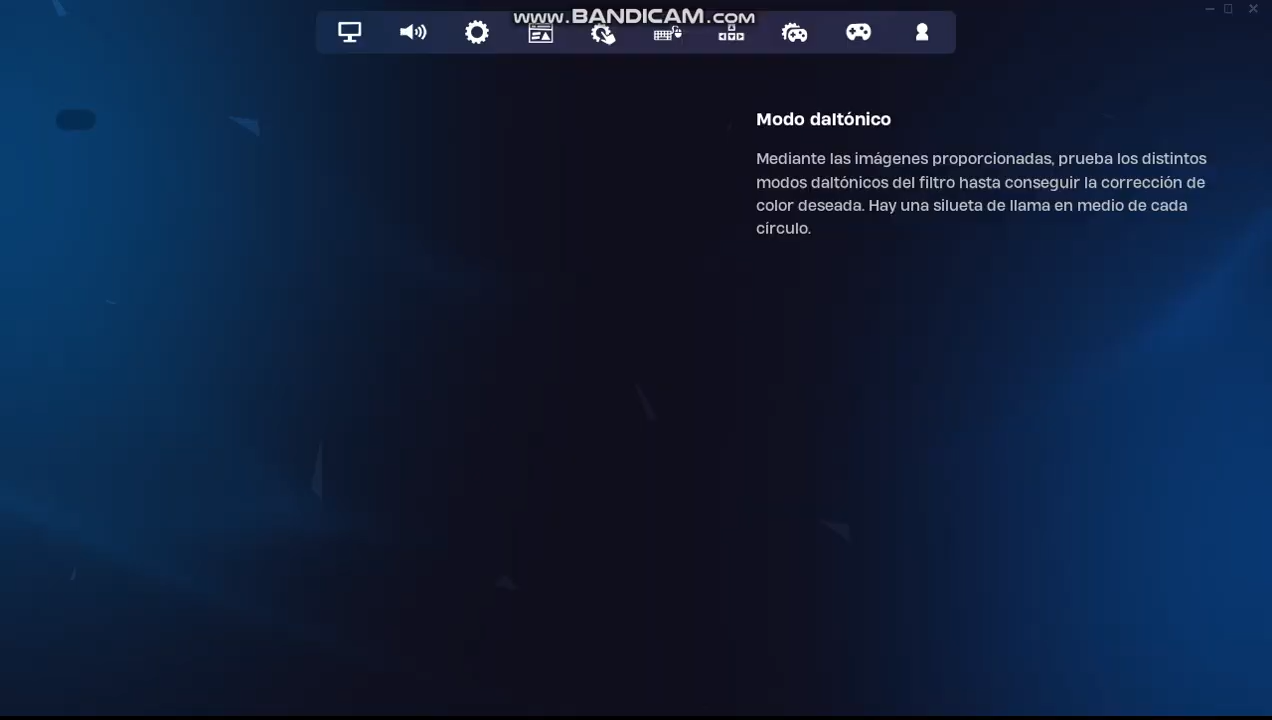 www.BANDICAM.com
Modo daltónico
Mediante las imágenes proporcionadas, prueba los distintos
modos daltónicos del filtro hasta conseguir la corrección de
color deseada. Hay una silueta de llama en medio de cada
círculo.